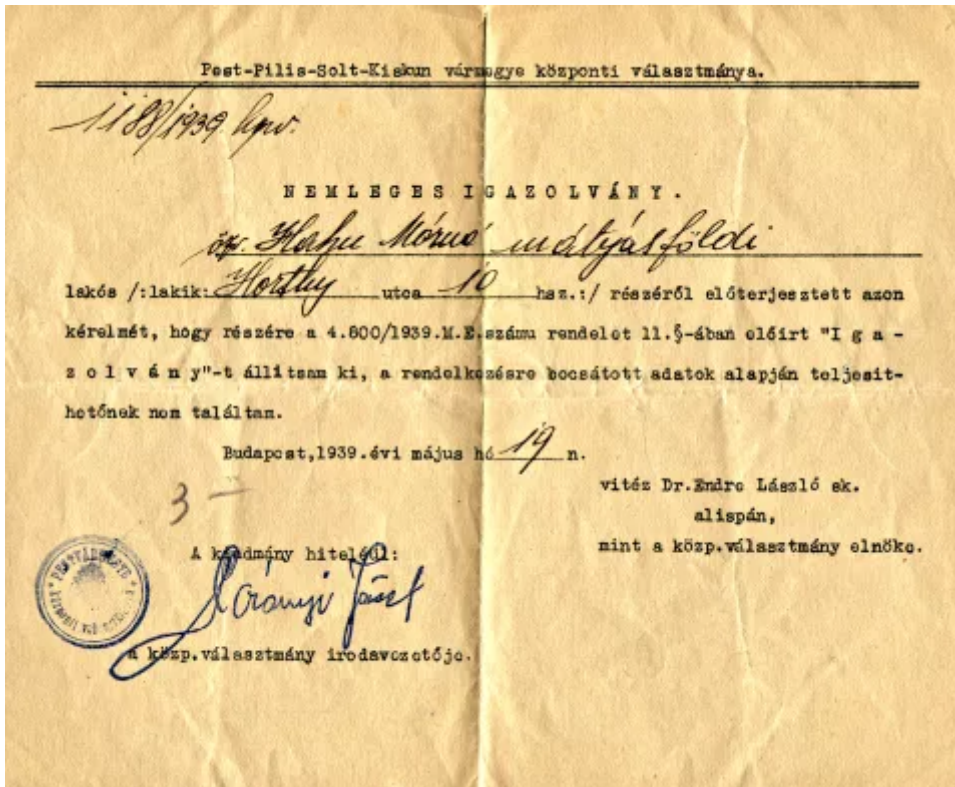 Pest-Pilis-Solt-Kiskun vármegye központi választmánya.
1188/1939 kpv.
N E M L E G E S I G A Z O L V Á N Y .
özv. Hahn Mórné mátyásföldi
lakós /:lakik: Horthy utca 10 hsz.:/ részéről előterjesztett azon
kérelmét, hogy részére a 4.800/1939.M.E.számu rendelet 11.§-ában előirt "I g a -
z o l v á n y"-t állitsam ki, a rendelkezésre bocsátott adatok alapján teljesit-
hetőnek nem találtam.
Budapest,1939.évi május hó 19 n.
vitéz Dr.Endre László sk.
alispán,
mint a közp.választmány elnöke.
3 -
A kiadmány hiteléül:
PESTVÁRMEGYE
József
a közp.választmány irodavezetője.